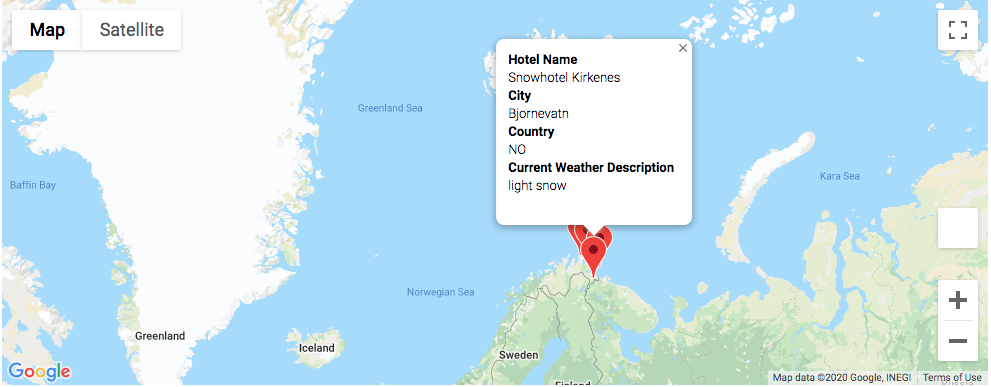 Map
Satellite
Hotel Name
Snowhotel Kirkenes
City
Bjornevatn
Country
NO
Current Weather Description
light snow
Greenland Sea
Baffin Bay
Kara Sea
Norwegian Sea
Greenland
Iceland
Sweden
Finland
Google
Map data ©2020 Google, INEGI
Terms of Use